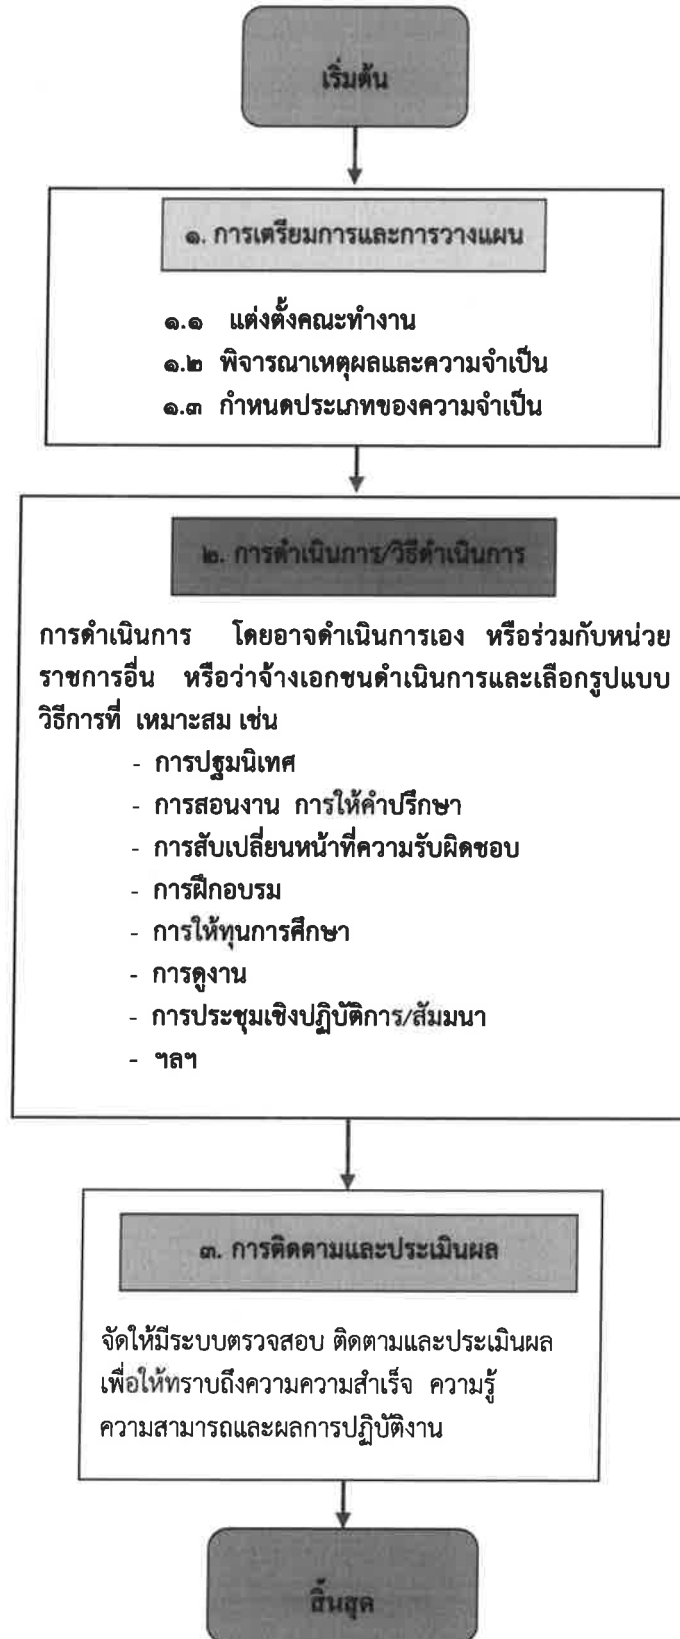 เริ่มต้น
๑. การเตรียมการและการวางแผน
๑.๑ แต่งตั้งคณะทำงาน
๑.๒ พิจารณาเหตุผลและความจำเป็น
๑.๓ กำหนดประเภทของความจำเป็น
๒. การดำเนินการ/วิธีดำเนินการ
การดำเนินการ โดยอาจดำเนินการเอง หรือร่วมกับหน่วย
ราชการอื่น หรือว่าจ้างเอกชนดำเนินการและเลือกรูปแบบ
วิธีการที่ เหมาะสม เช่น
- การปฐมนิเทศ
- การสอนงาน การให้คำปรึกษา
- การสับเปลี่ยนหน้าที่ความรับผิดชอบ
- การฝึกอบรม
- การให้ทุนการศึกษา
- การดูงาน
- การประชุมเชิงปฏิบัติการ/สัมมนา
- ฯลฯ
๓. การติดตามและประเมินผล
จัดให้มีระบบตรวจสอบ ติดตามและประเมินผล
เพื่อให้ทราบถึงความความสำเร็จ ความรู้
ความสามารถและผลการปฏิบัติงาน
สิ้นสุด